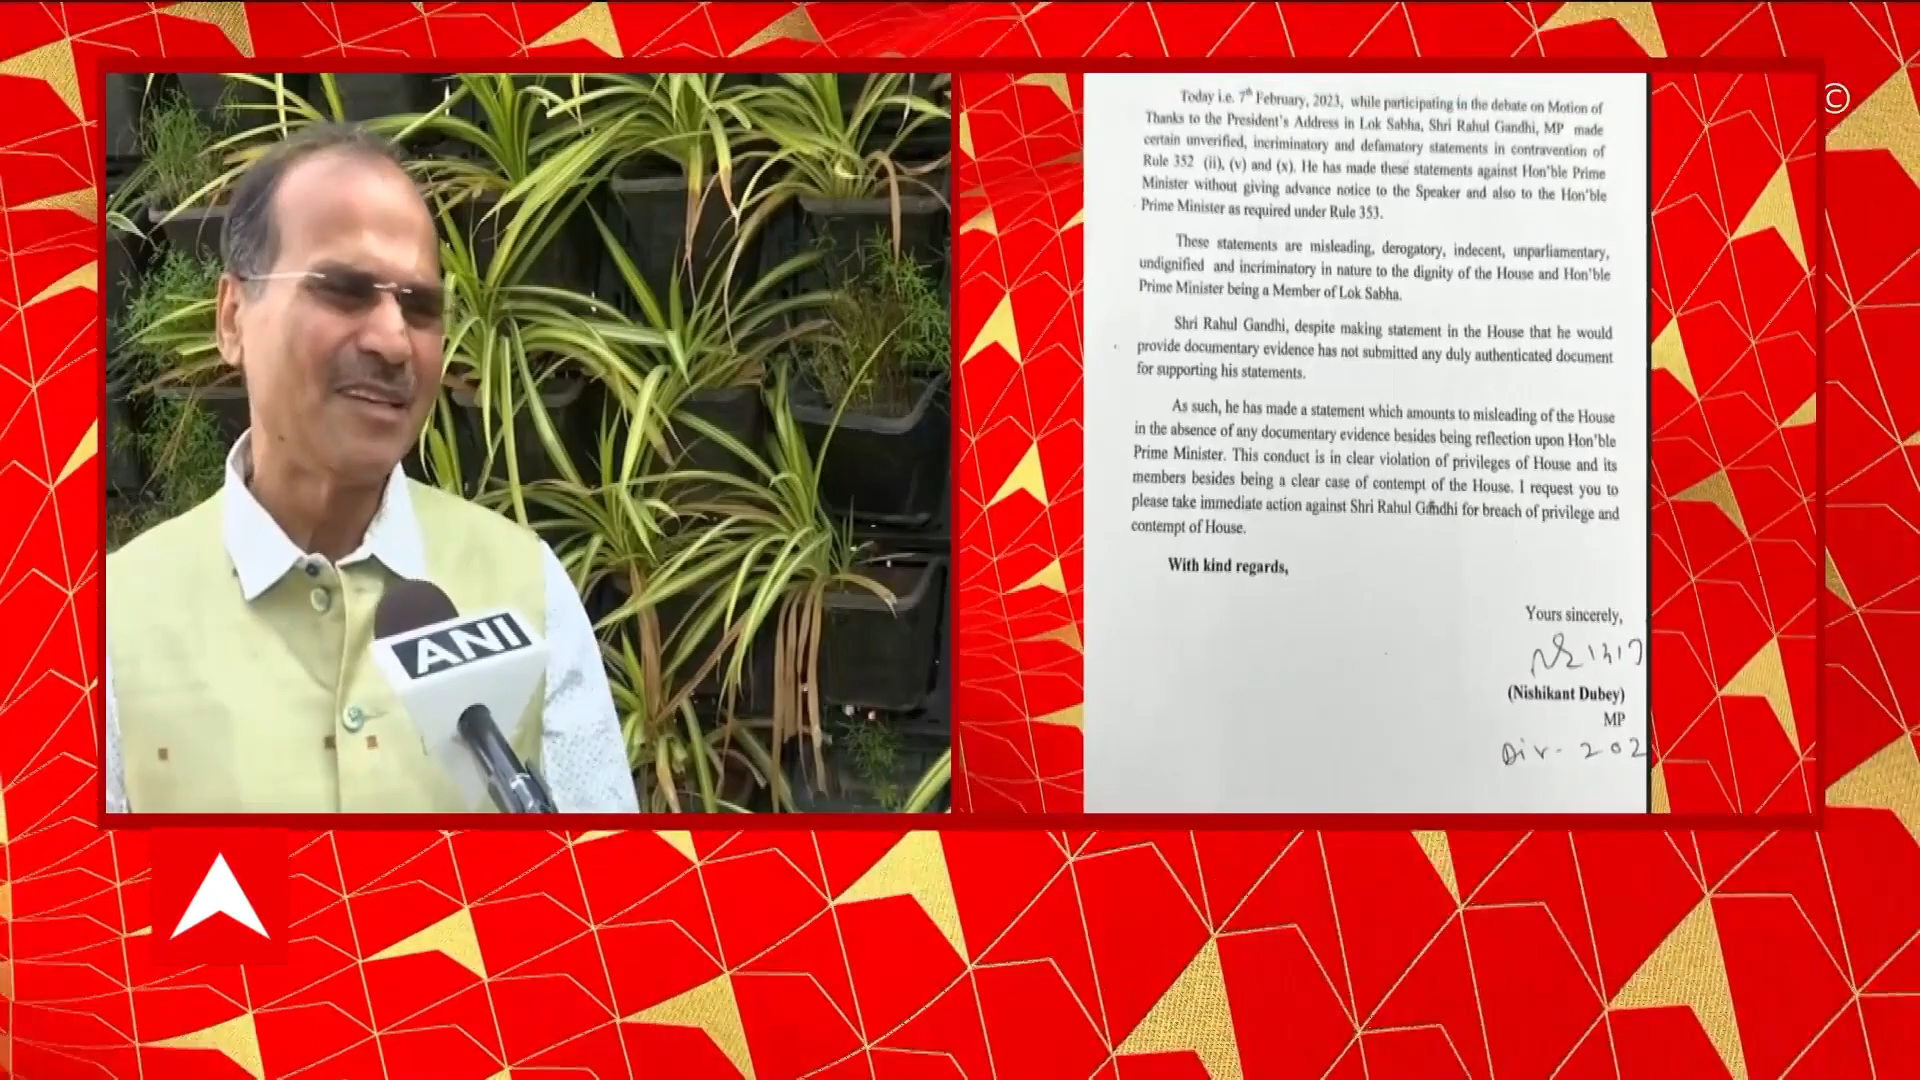 ©
ANI
Today i.e. 7th February, 2023, while participating in the debate on Motion of
Thanks to the President's Address in Lok Sabha, Shri Rahul Gandhi, MP made
certain unverified, incriminatory and defamatory statements in contravention of
Rule 352 (ii), (v) and (x). He has made these statements against Hon'ble Prime
Minister without giving advance notice to the Speaker and also to the Hon'ble
Prime Minister as required under Rule 353.
These statements are misleading, derogatory, indecent, unparliamentary,
undignified and incriminatory in nature to the dignity of the House and Hon'ble
Prime Minister being a Member of Lok Sabha.
Shri Rahul Gandhi, despite making statement in the House that he would
provide documentary evidence has not submitted any duly authenticated document
for supporting his statements.
As such, he has made a statement which amounts to misleading of the House
in the absence of any documentary evidence besides being reflection upon Hon'ble
Prime Minister. This conduct is in clear violation of privileges of House and its
members besides being a clear case of contempt of the House. I request you to
please take immediate action against Shri Rahul Gandhi for breach of privilege and
contempt of House.
With kind regards,
Yours sincerely,
(Nishikant Dubey)
MP
Div - 202